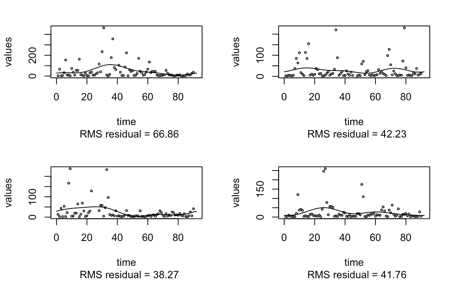 values
200
0
0 20 40 60 80
time
RMS residual = 66.86
values
100
0
0 20 40 60 80
time
RMS residual = 42.23
values
100
0
0 20 40 60 80
time
RMS residual = 38.27
values
150
0
0 20 40 60 80
time
RMS residual = 41.76